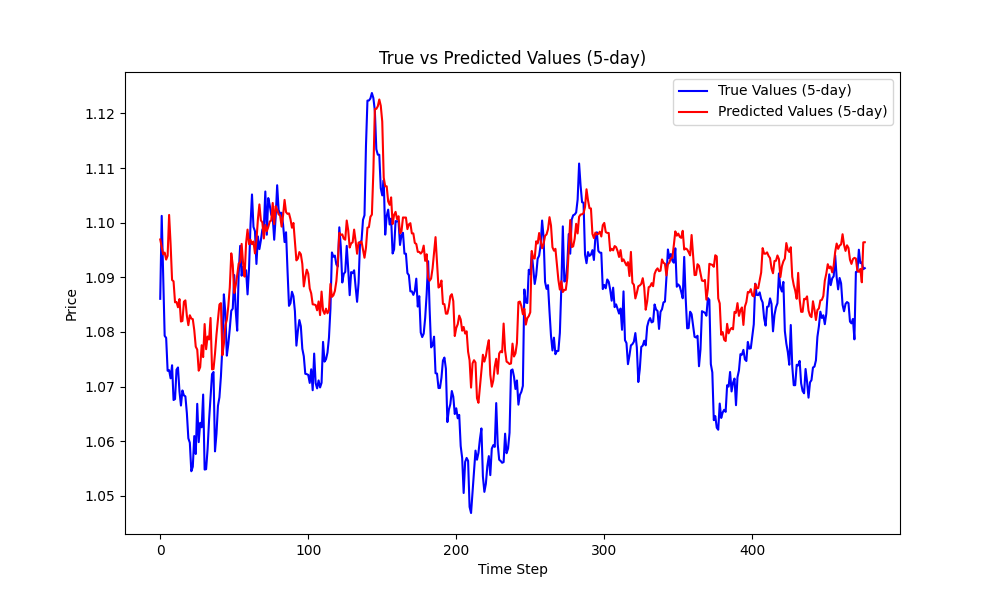 True vs Predicted Values (5-day)
True Values (5-day)
Predicted Values (5-day)
Price
1.12
1.11
1.10
1.09
1.08
1.07
1.06
1.05
0 100 200 300 400
Time Step